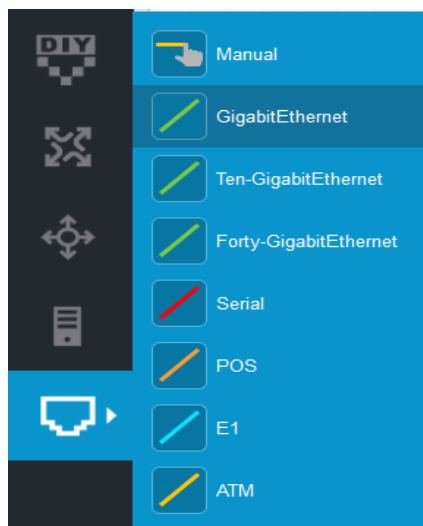 DIY
Manual
GigabitEthernet
Ten-GigabitEthernet
Forty-GigabitEthernet
Serial
POS
E1
ATM